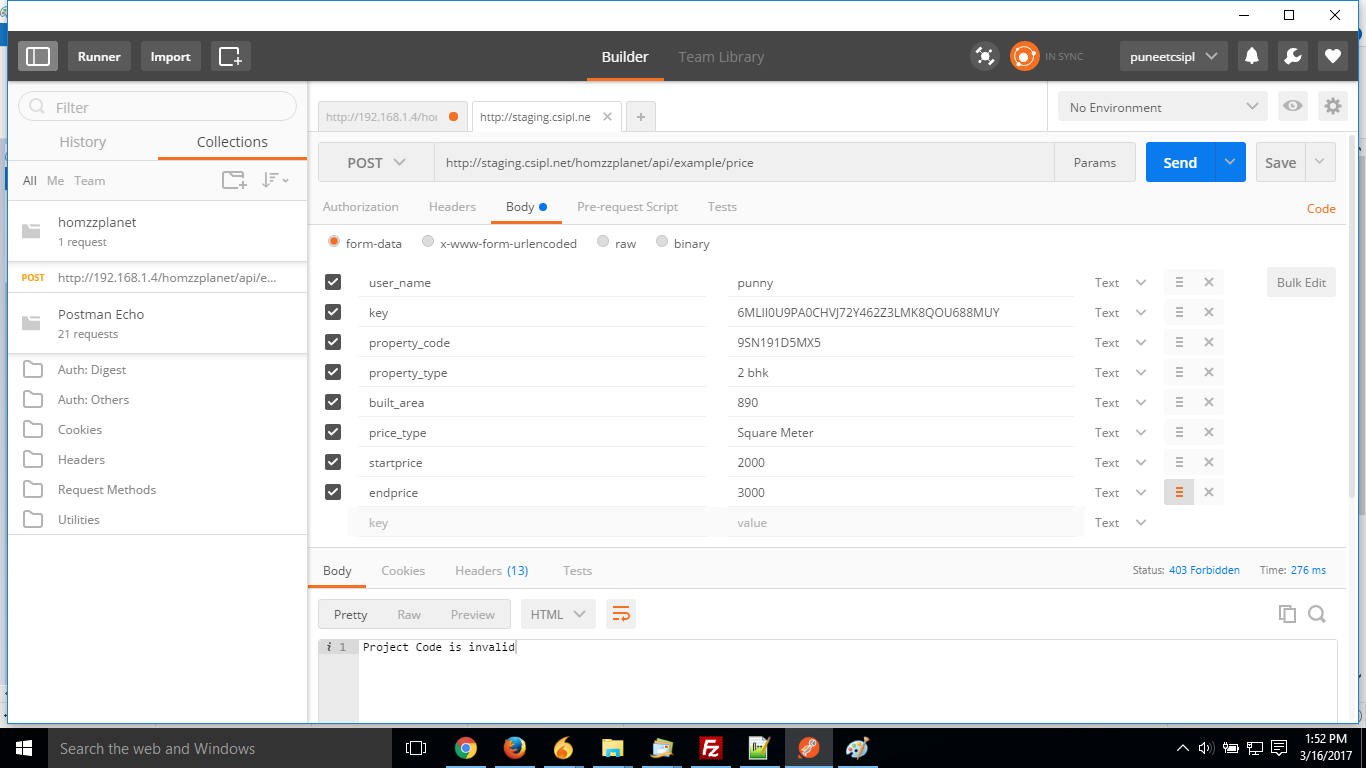 Runner
Import
Builder
Team Library
IN SYNC
puneetcsipl
Filter
History
Collections
All
Me
Team
homzzplanet
1 request
POST
http://192.168.1.4/homzzplanet/api/e...
Postman Echo
21 requests
Auth: Digest
Auth: Others
Cookies
Headers
Request Methods
Utilities
http://192.168.1.4/hor
http://staging.csipl.ne
No Environment
POST
http://staging.csipl.net/homzzplanet/api/example/price
Params
Send
Save
Authorization
Headers
Body
Pre-request Script
Tests
Code
form-data
x-www-form-urlencoded
raw
binary
user_name punny Text
Bulk Edit
key 6MLII0U9PA0CHVJ72Y462Z3LMK8QOU688MUY Text
property_code 9SN191D5MX5 Text
property_type 2 bhk Text
built_area 890 Text
price_type Square Meter Text
startprice 2000 Text
endprice 3000 Text
key value Text
Body
Cookies
Headers (13)
Tests
Status: 403 Forbidden
Time: 276 ms
Pretty
Raw
Preview
HTML
i 1 Project Code is invalid
Search the web and Windows
1:52 PM
3/16/2017